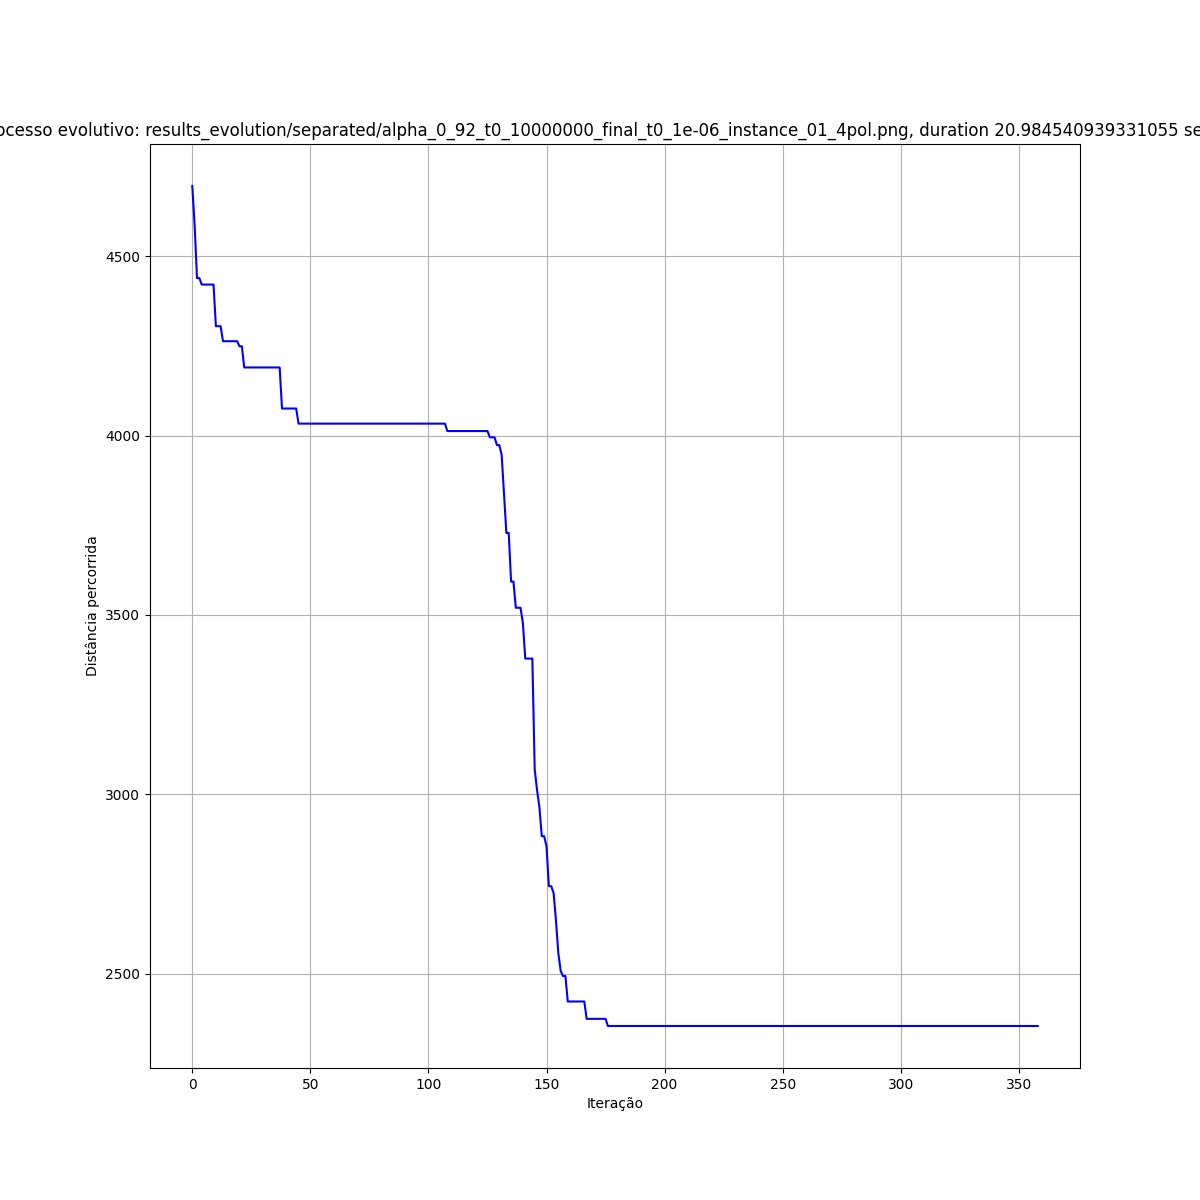 ocesso evolutivo: results_evolution/separated/alpha_0_92_t0_10000000_final_t0_1e-06_instance_01_4pol.png, duration 20.984540939331055 se
4500
4000
3500
3000
2500
Distância percorrida
0 50 100 150 200 250 300 350
Iteração